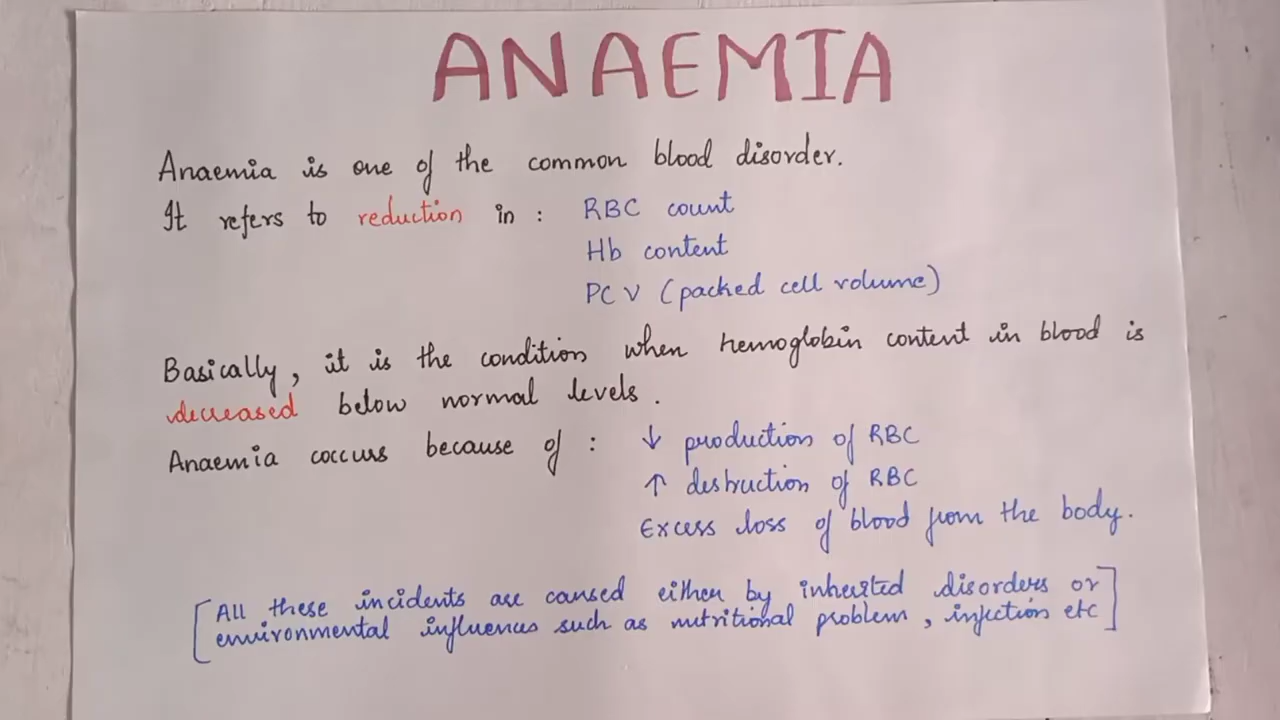 ANAEMIA
Anaemia is one of the common blood disorder.
It refers to reduction in : RBC count
Hb content
PCV (packed cell volume)
Basically, it is the condition when hemoglobin content in blood is
decreased below normal levels.
Anaemia occurs because of : ↓ production of RBC
↑ destruction of RBC
Excess loss of blood from the body.
[All these incidents are caused either by inherited disorders or
environmental influences such as nutritional problem, infection etc]